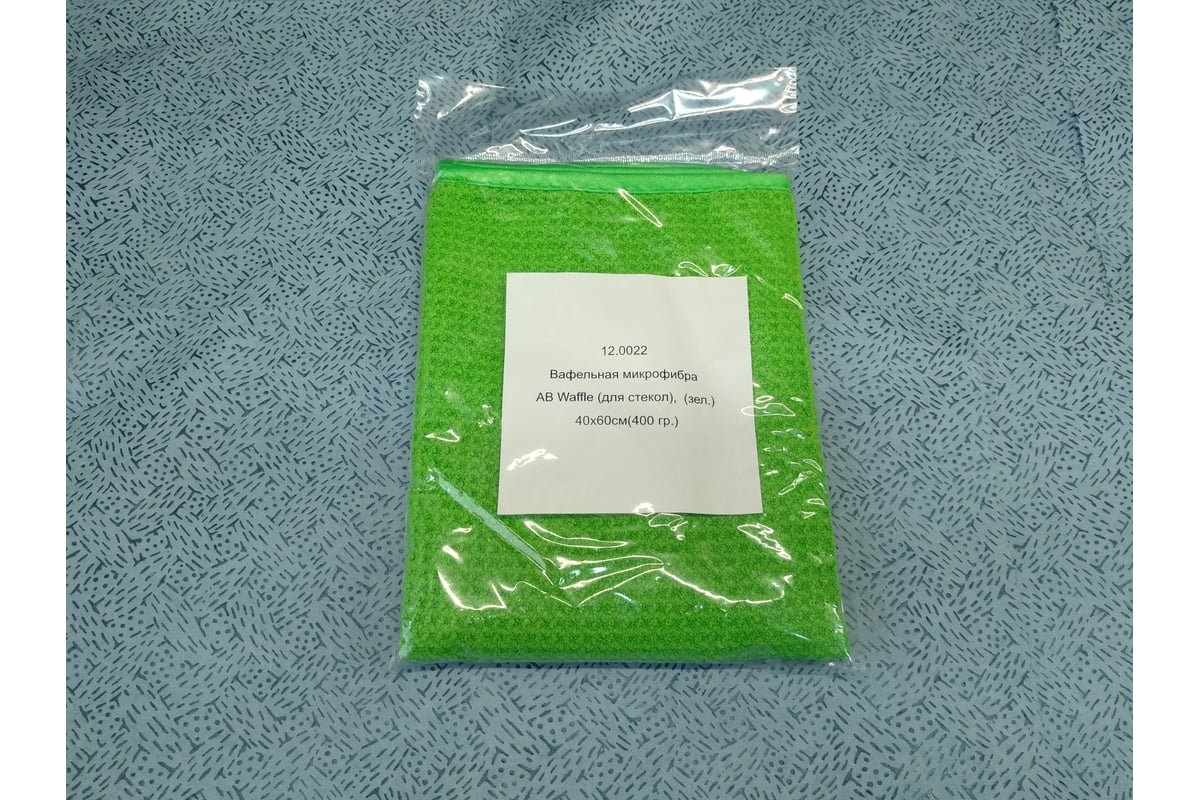 12.0022
Вафельная микрофибра
AB Waffle (для стекол), (зел.)
40х60см(400 гр.)